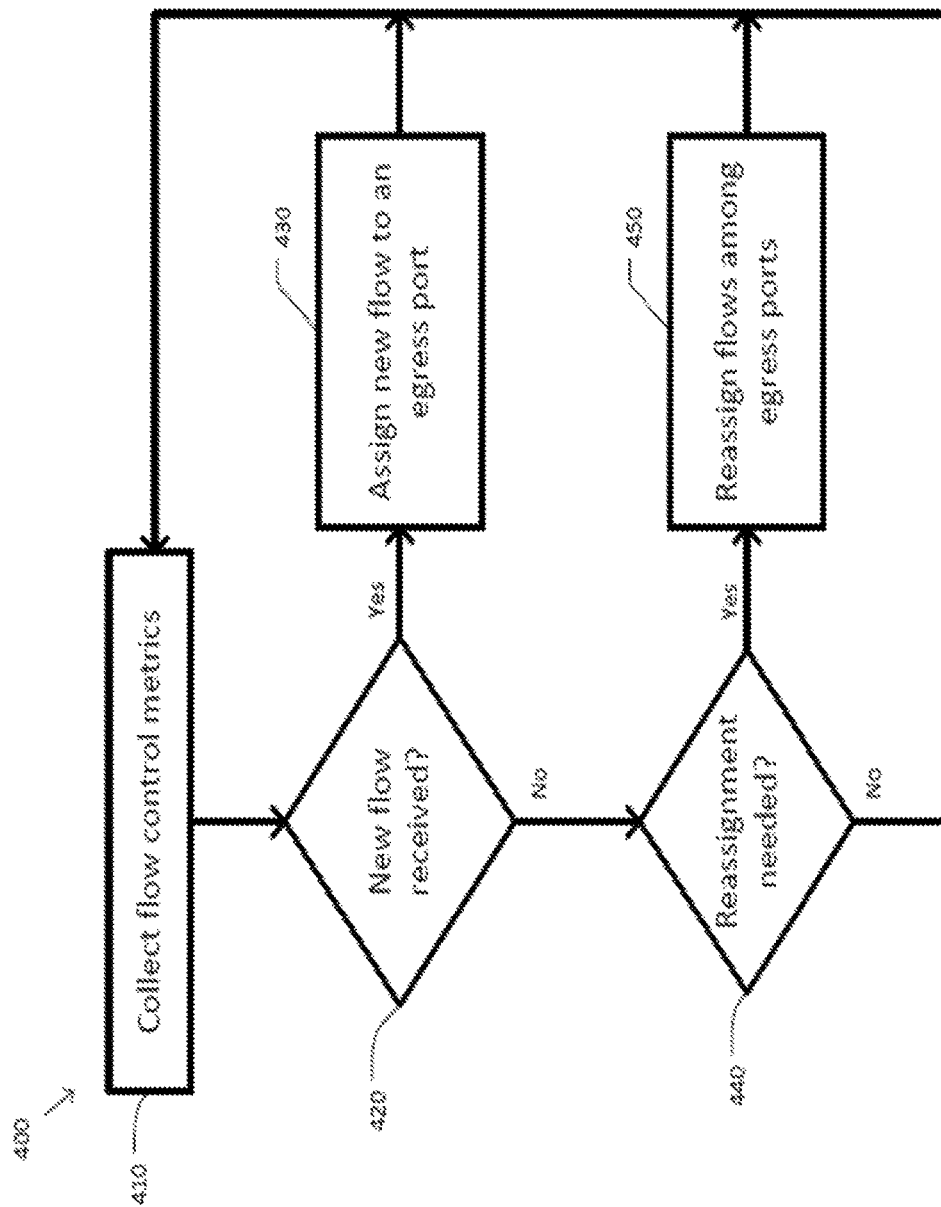 400
410
Collect flow control metrics
420
New flow
received?
Yes
430
Assign new flow to an
egress port
No
440
Reassignment
needed?
Yes
450
Reassign flows among
egress ports
No